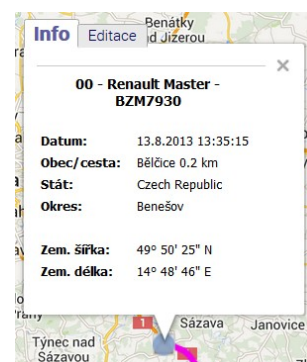 Benátky
nad Jizerou
Info
Editace
00 - Renault Master -
BZM7930
Datum: 13.8.2013 13:35:15
Obec/cesta: Bělčice 0.2 km
Stát: Czech Republic
Okres: Benešov
Zem. šířka: 49° 50' 25" N
Zem. délka: 14° 48' 46" E
1
Sázava
Janovice
Týnec nad
Sázavou